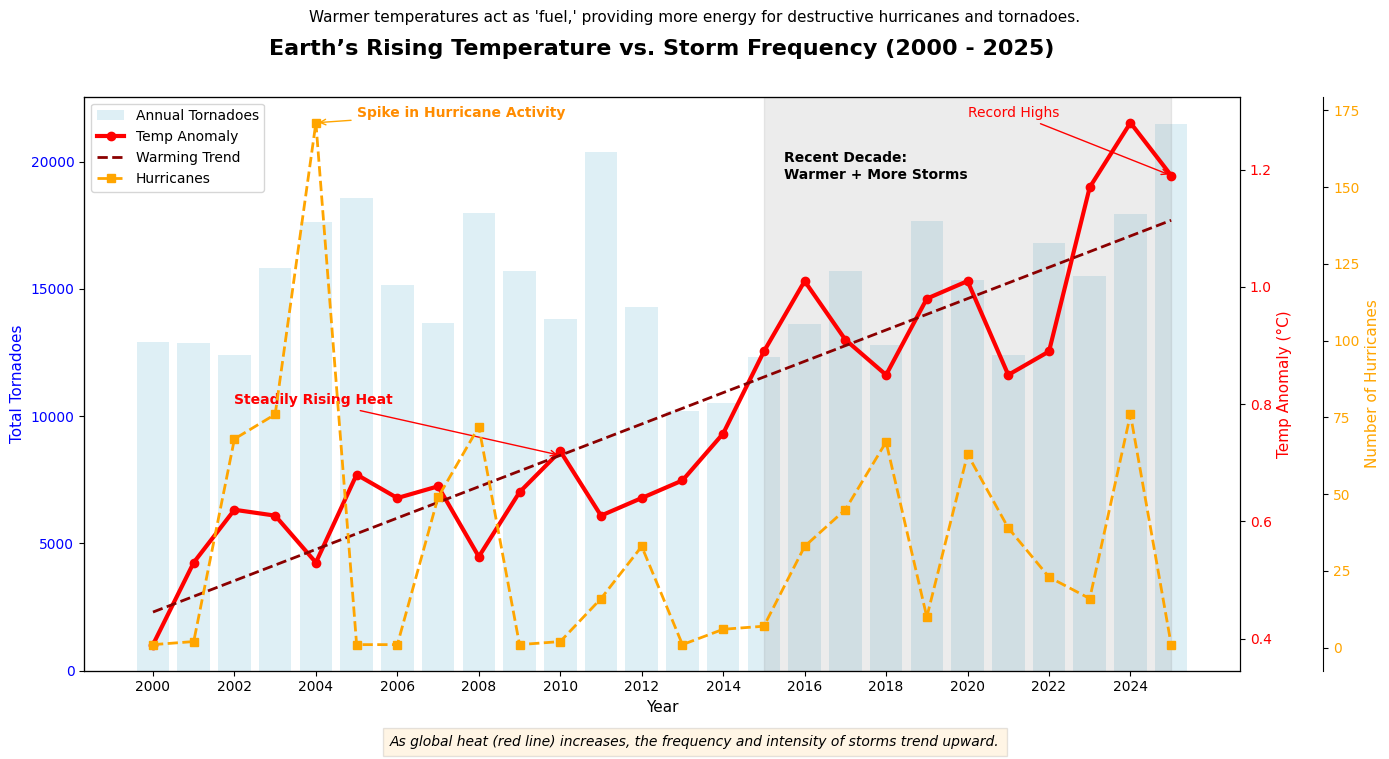 Warmer temperatures act as 'fuel,' providing more energy for destructive hurricanes and tornadoes.
Earth’s Rising Temperature vs. Storm Frequency (2000 - 2025)
Annual Tornadoes
Temp Anomaly
Warming Trend
Hurricanes
Spike in Hurricane Activity
Record Highs
Recent Decade:
Warmer + More Storms
Steadily Rising Heat
Total Tornadoes
20000
15000
10000
5000
0
1.2
1.0
0.8
0.6
0.4
Temp Anomaly (°C)
175
150
125
100
75
50
25
0
Number of Hurricanes
2000 2002 2004 2006 2008 2010 2012 2014 2016 2018 2020 2022 2024
Year
As global heat (red line) increases, the frequency and intensity of storms trend upward.